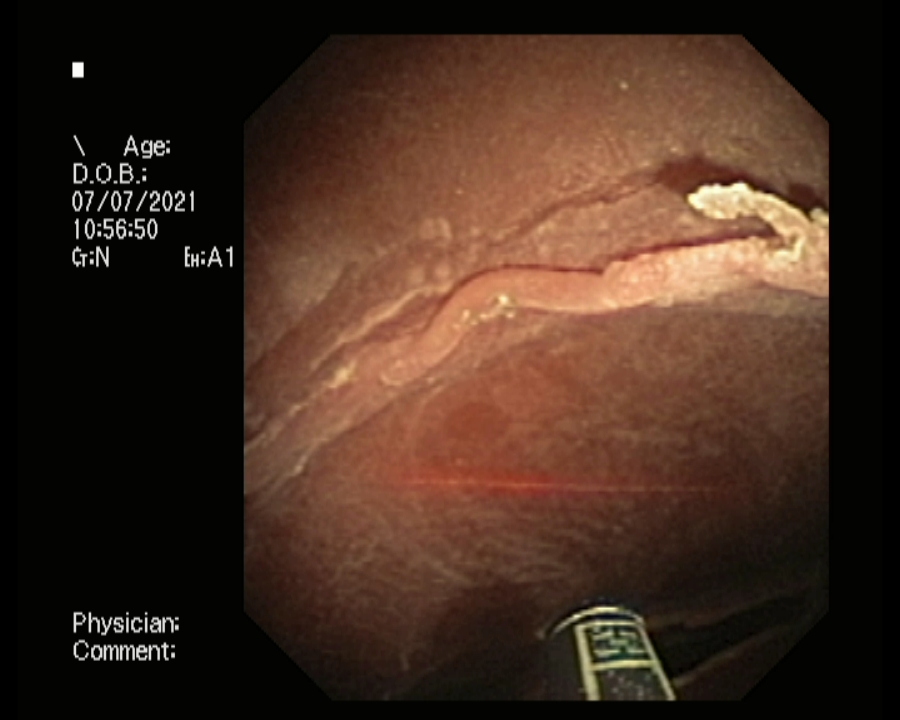 \ Age:
D.O.B.:
07/07/2021
10:56:50
Cr:N Eh:A1
Physician:
Comment: